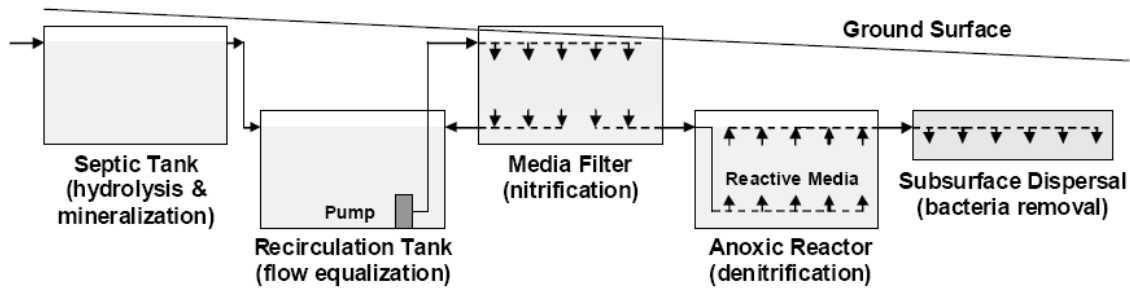 Ground Surface
Septic Tank
(hydrolysis &
mineralization)
Pump
Recirculation Tank
(flow equalization)
Media Filter
(nitrification)
Reactive Media
Anoxic Reactor
(denitrification)
Subsurface Dispersal
(bacteria removal)